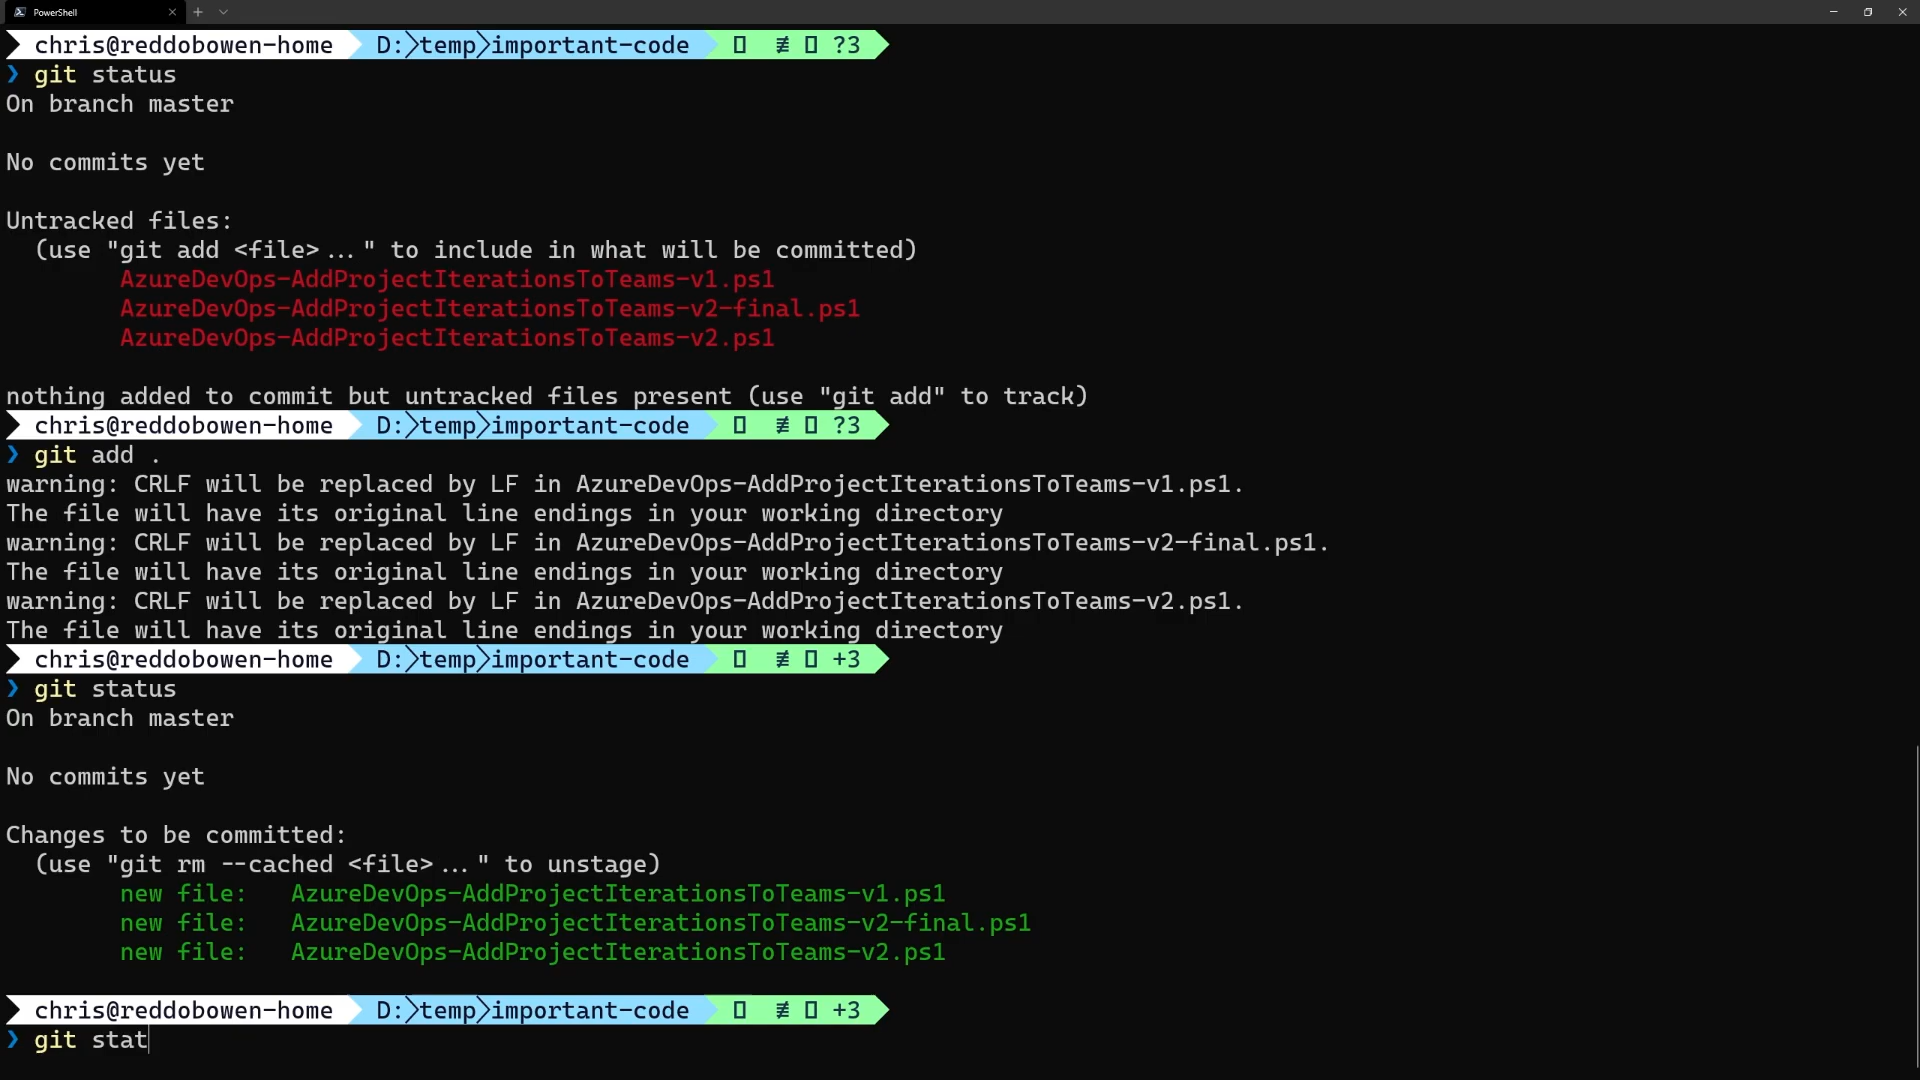 PowerShell
chris@reddobowen-home D:>temp>important-code ≢ ?3
❯ git status
On branch master
No commits yet
Untracked files:
(use "git add <file>..." to include in what will be committed)
AzureDevOps-AddProjectIterationsToTeams-v1.ps1
AzureDevOps-AddProjectIterationsToTeams-v2-final.ps1
AzureDevOps-AddProjectIterationsToTeams-v2.ps1
nothing added to commit but untracked files present (use "git add" to track)
chris@reddobowen-home D:>temp>important-code ≢ ?3
❯ git add .
warning: CRLF will be replaced by LF in AzureDevOps-AddProjectIterationsToTeams-v1.ps1.
The file will have its original line endings in your working directory
warning: CRLF will be replaced by LF in AzureDevOps-AddProjectIterationsToTeams-v2-final.ps1.
The file will have its original line endings in your working directory
warning: CRLF will be replaced by LF in AzureDevOps-AddProjectIterationsToTeams-v2.ps1.
The file will have its original line endings in your working directory
chris@reddobowen-home D:>temp>important-code ≢ +3
❯ git status
On branch master
No commits yet
Changes to be committed:
(use "git rm --cached <file>..." to unstage)
new file: AzureDevOps-AddProjectIterationsToTeams-v1.ps1
new file: AzureDevOps-AddProjectIterationsToTeams-v2-final.ps1
new file: AzureDevOps-AddProjectIterationsToTeams-v2.ps1
chris@reddobowen-home D:>temp>important-code ≢ +3
❯ git stat